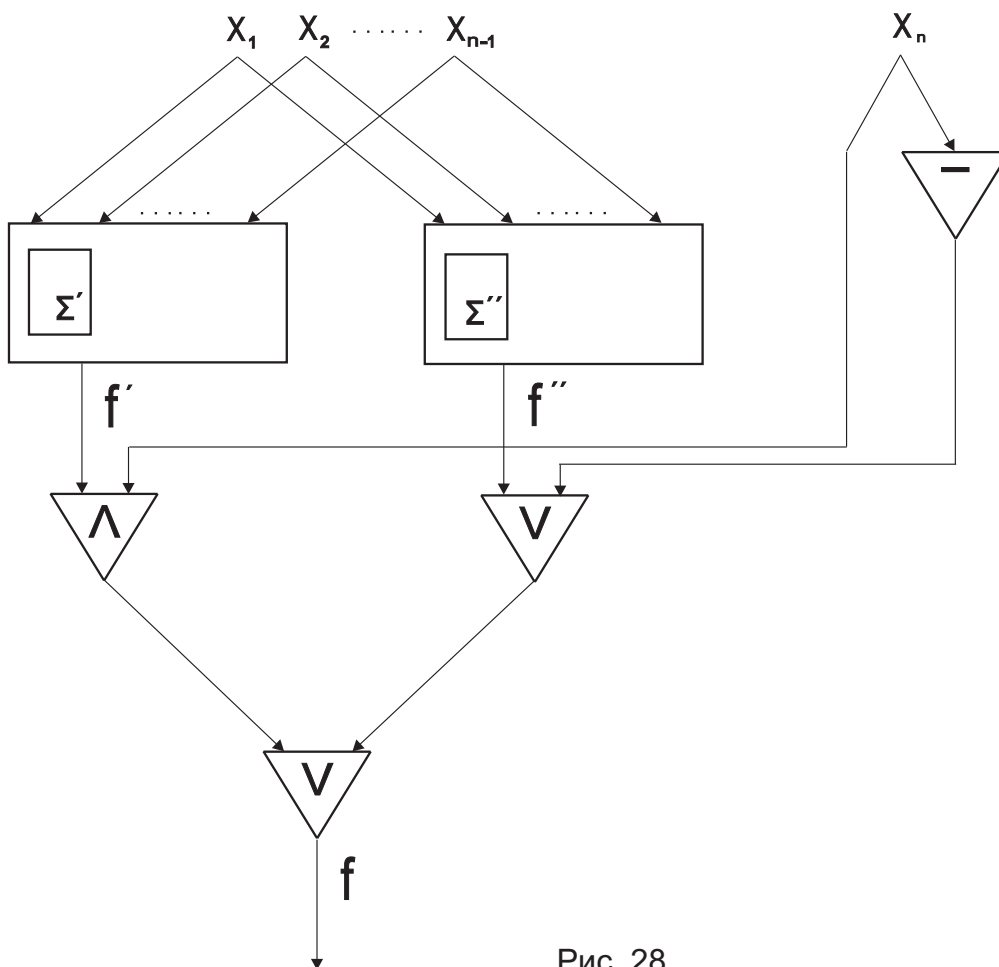 X₁ X₂ ...... Xₙ₋₁ Xₙ
...... ......
−
Σ′ Σ′′
f′ f′′
Λ V
V
f
Рис. 28